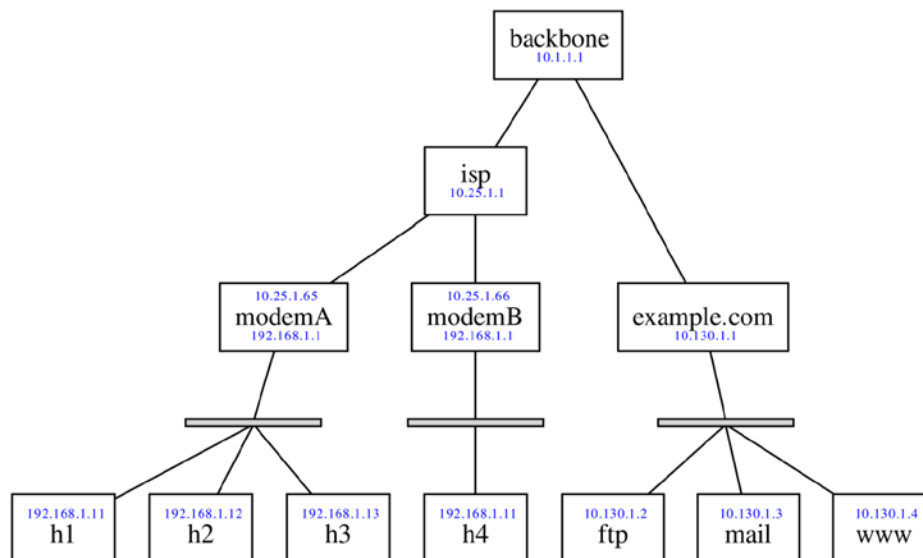 backbone
10.1.1.1
isp
10.25.1.1
10.25.1.65
modemA
192.168.1.1
10.25.1.66
modemB
192.168.1.1
example.com
10.130.1.1
192.168.1.11
h1
192.168.1.12
h2
192.168.1.13
h3
192.168.1.11
h4
10.130.1.2
ftp
10.130.1.3
mail
10.130.1.4
www